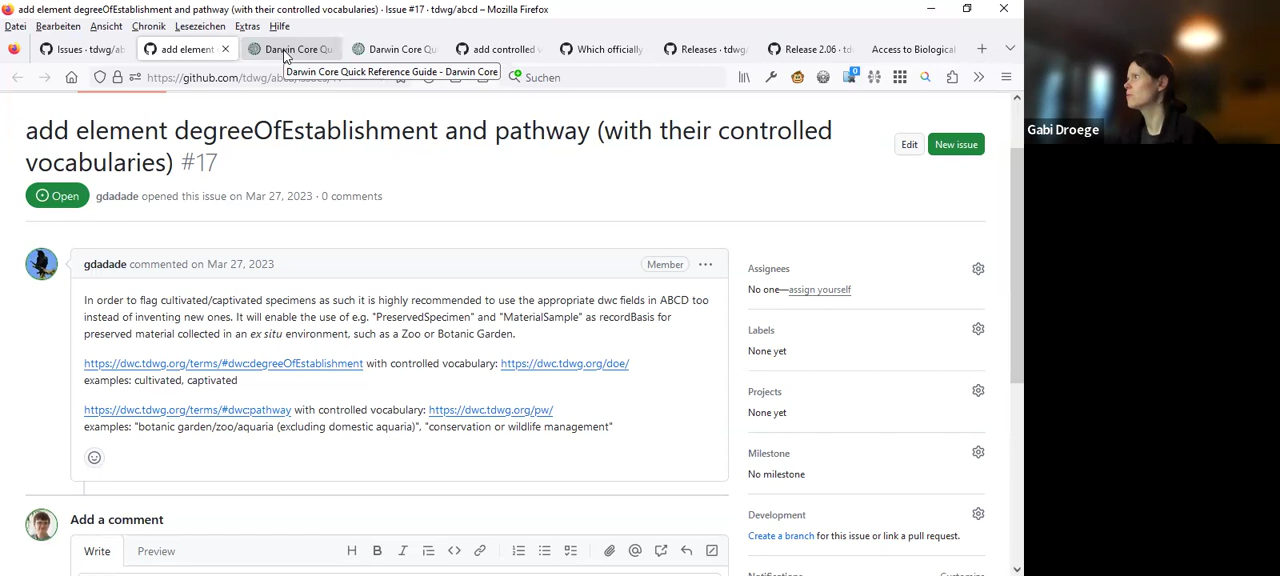 add element degreeOfEstablishment and pathway (with their controlled vocabularies) · Issue #17 · tdwg/abcd — Mozilla Firefox
Datei Bearbeiten Ansicht Chronik Lesezeichen Extras Hilfe
Issues · tdwg/ab
add element
Darwin Core Qu
Darwin Core Qu
add controlled v
Which officially
Releases · tdwg/
Release 2.06 · td
Access to Biological
https://github.com/tdwg/abcd/issues/17
Darwin Core Quick Reference Guide - Darwin Core
Suchen
0
Gabi Droege
add element degreeOfEstablishment and pathway (with their controlled
vocabularies) #17
Edit
New issue
Open
gdadade opened this issue on Mar 27, 2023 · 0 comments
gdadade commented on Mar 27, 2023
Member
In order to flag cultivated/captivated specimens as such it is highly recommended to use the appropriate dwc fields in ABCD too
instead of inventing new ones. It will enable the use of e.g. "PreservedSpecimen" and "MaterialSample" as recordBasis for
preserved material collected in an ex situ environment, such as a Zoo or Botanic Garden.
https://dwc.tdwg.org/terms/#dwc:degreeOfEstablishment with controlled vocabulary: https://dwc.tdwg.org/doe/
examples: cultivated, captivated
https://dwc.tdwg.org/terms/#dwc:pathway with controlled vocabulary: https://dwc.tdwg.org/pw/
examples: "botanic garden/zoo/aquaria (excluding domestic aquaria)", "conservation or wildlife management"
Assignees
No one—assign yourself
Labels
None yet
Projects
None yet
Milestone
No milestone
Development
Create a branch for this issue or link a pull request.
Notifications
Customize
Add a comment
Write
Preview
H B